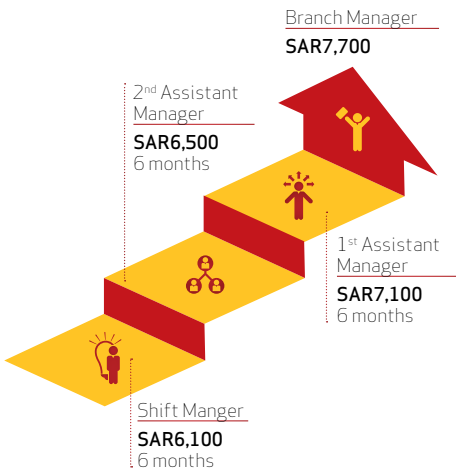 Branch Manager
SAR7,700
2nd Assistant
Manager
SAR6,500
6 months
1st Assistant
Manager
SAR7,100
6 months
Shift Manger
SAR6,100
6 months